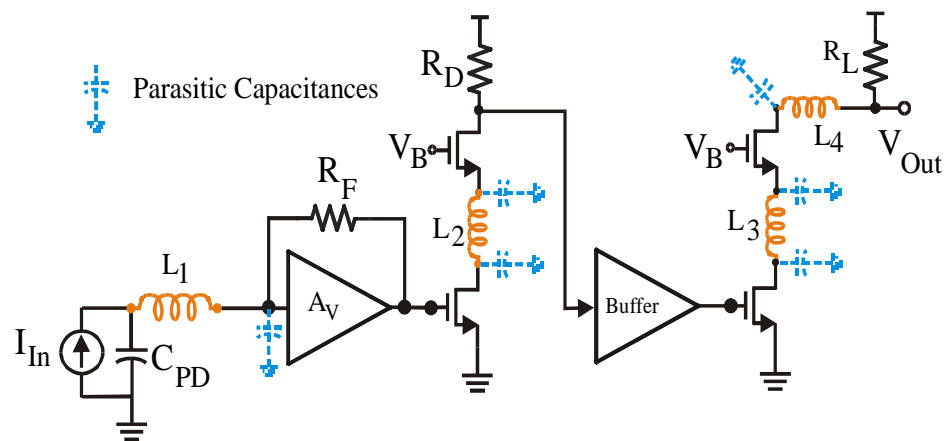 Parasitic Capacitances
R_D
R_L
V_B
V_B
L_4
V_Out
R_F
L_2
L_3
L_1
A_V
Buffer
I_In
C_PD